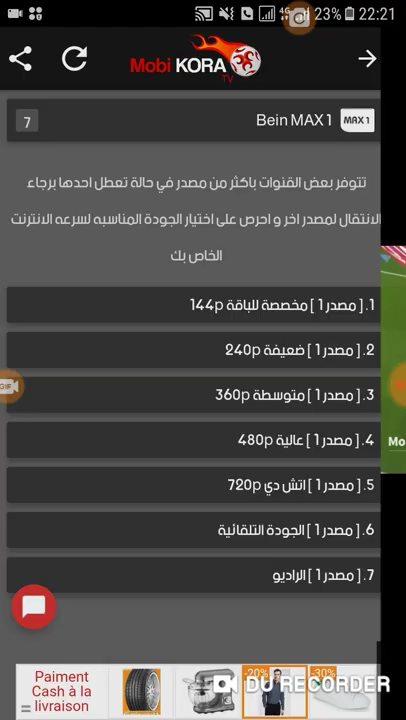 4G 23% 22:21
Mobi KORA
TV
7 Bein MAX 1 MAX 1
تتوفر بعض القنوات باكثر من مصدر في حالة تعطل احدها برجاء
الانتقال لمصدر اخر و احرص على اختيار الجودة المناسبه لسرعه الانترنت
الخاص بك
1. [ مصدر 1 ] مخصصة للباقة 144p
2. [ مصدر 1 ] ضعيفة 240p
3. [ مصدر 1 ] متوسطة 360p
4. [ مصدر 1 ] عالية 480p
5. [ مصدر 1 ] اتش دي 720p
6. [ مصدر 1 ] الجودة التلقائية
7. [ مصدر 1 ] الراديو
GIF
Mo
Paiment
Cash à la
livraison
-20%
-30%
DU RECORDER